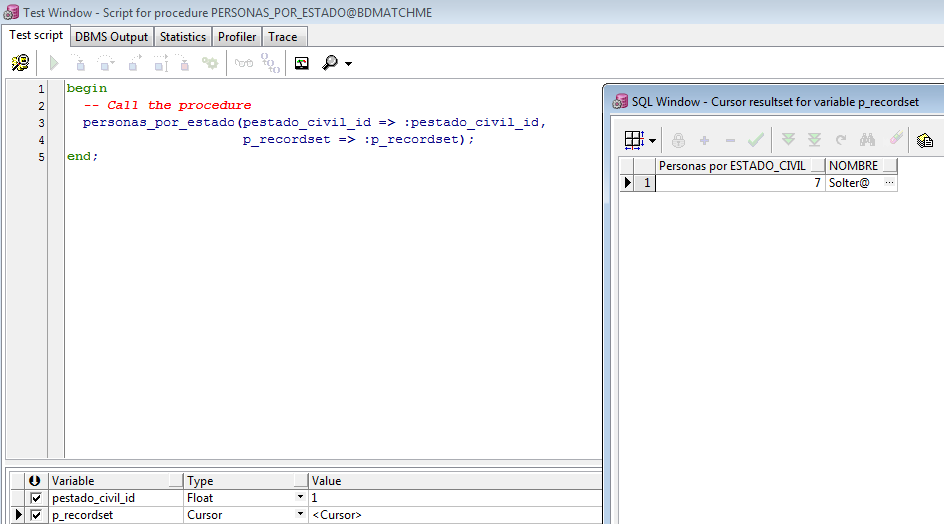 Test Window - Script for procedure PERSONAS_POR_ESTADO@BDMATCHME
Test script DBMS Output Statistics Profiler Trace
1 begin
2 -- Call the procedure
3 personas_por_estado(pestado_civil_id => :pestado_civil_id,
4 p_recordset => :p_recordset);
5 end;
SQL Window - Cursor resultset for variable p_recordset
Personas por ESTADO_CIVIL NOMBRE
1 7 Solter@ ...
Variable Type Value
pestado_civil_id Float 1
p_recordset Cursor <Cursor>